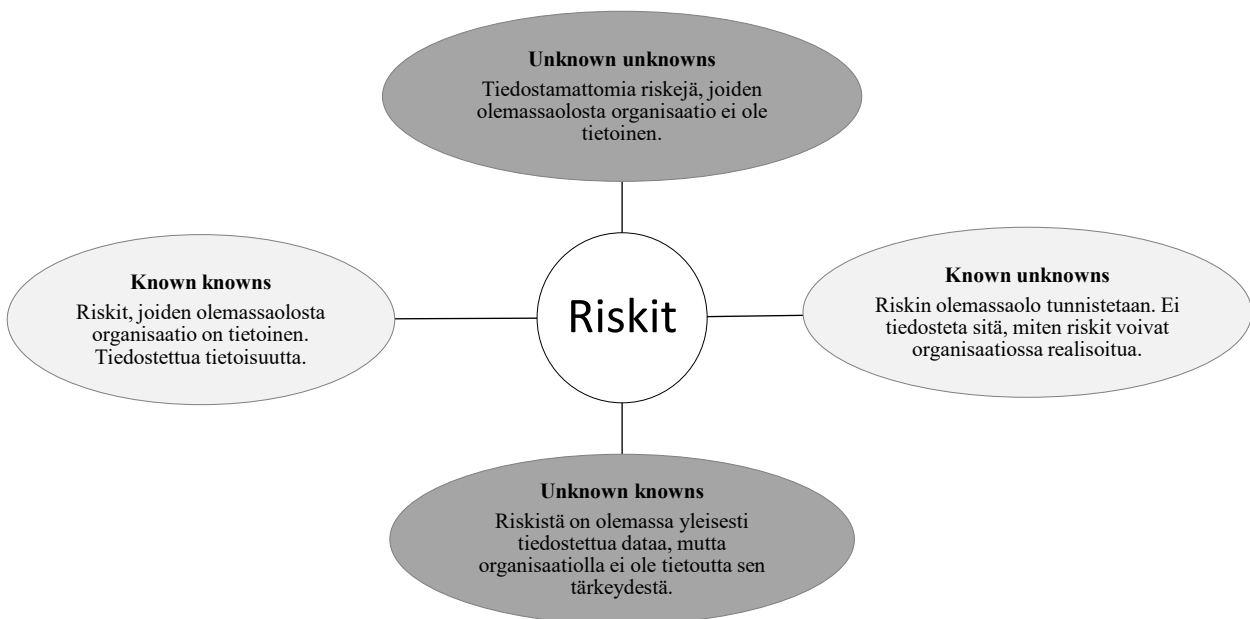 Unknown unknowns
Tiedostamattomia riskejä, joiden
olemassaolosta organisaatio ei ole
tietoinen.
Known knowns
Riskit, joiden olemassaolosta
organisaatio on tietoinen.
Tiedostettua tietoisuutta.
Riskit
Known unknowns
Riskin olemassaolo tunnistetaan. Ei
tiedosteta sitä, miten riskit voivat
organisaatiossa realisoitua.
Unknown knowns
Riskistä on olemassa yleisesti
tiedostettua dataa, mutta
organisaatiolla ei ole tietoutta sen
tärkeydestä.